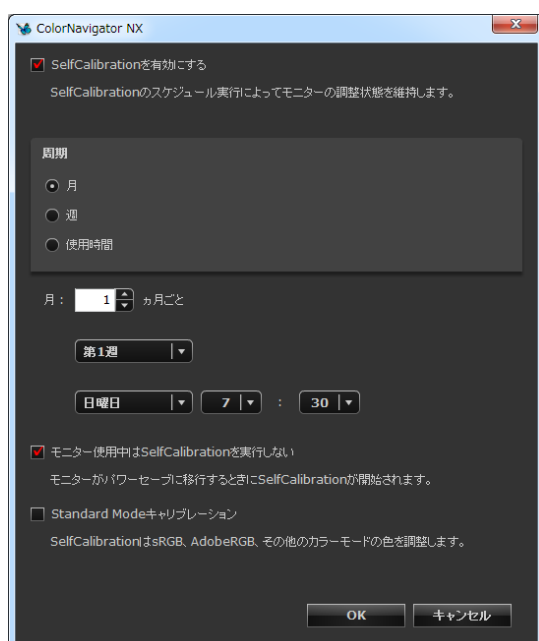 ColorNavigator NX
SelfCalibrationを有効にする
SelfCalibrationのスケジュール実行によってモニターの調整状態を維持します。
周期
月
週
使用時間
月： 1 ヵ月ごと
第1週
日曜日 7 : 30
モニター使用中はSelfCalibrationを実行しない
モニターがパワーセーブに移行するときにSelfCalibrationが開始されます。
Standard Modeキャリブレーション
SelfCalibrationはsRGB、AdobeRGB、その他のカラーモードの色を調整します。
OK キャンセル